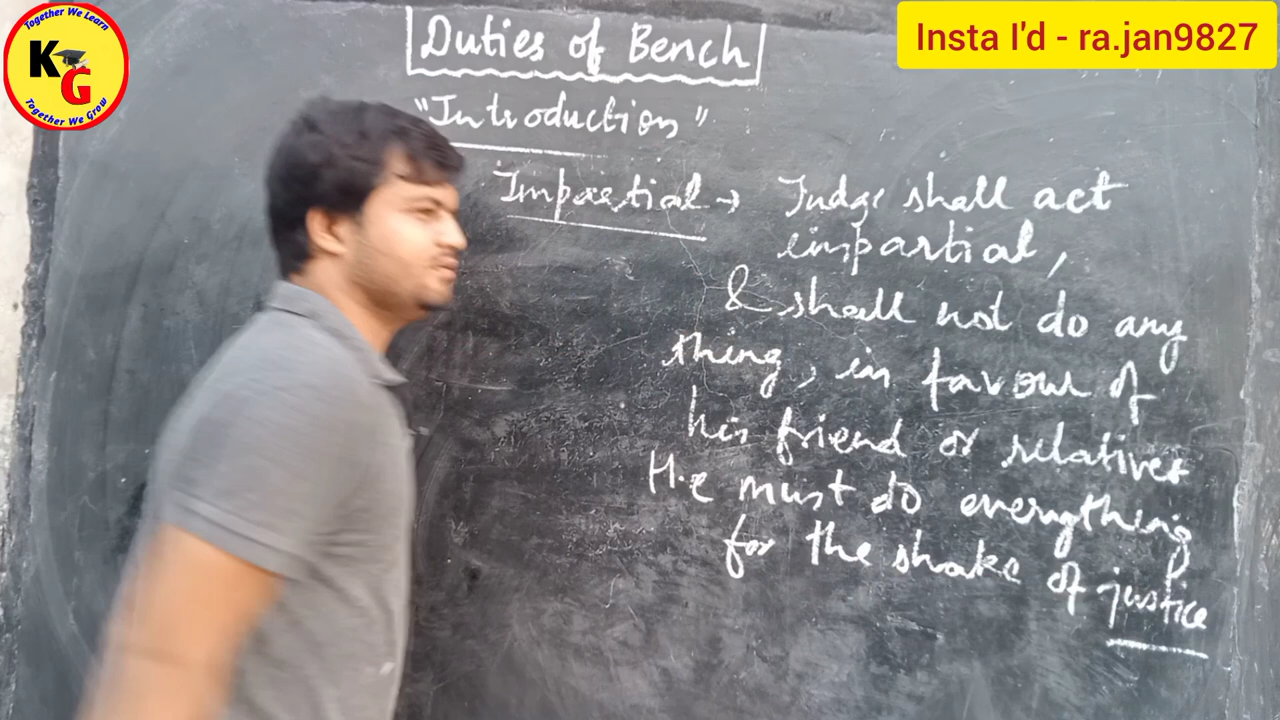 Together We Learn
KG
Together We Grow
Insta I'd - ra.jan9827
Duties of Bench
"Introduction"
Impartial → Judge shall act
impartial,
& shall not do any
thing, in favour of
his friend or relatives
He must do everything
for the shake of justice